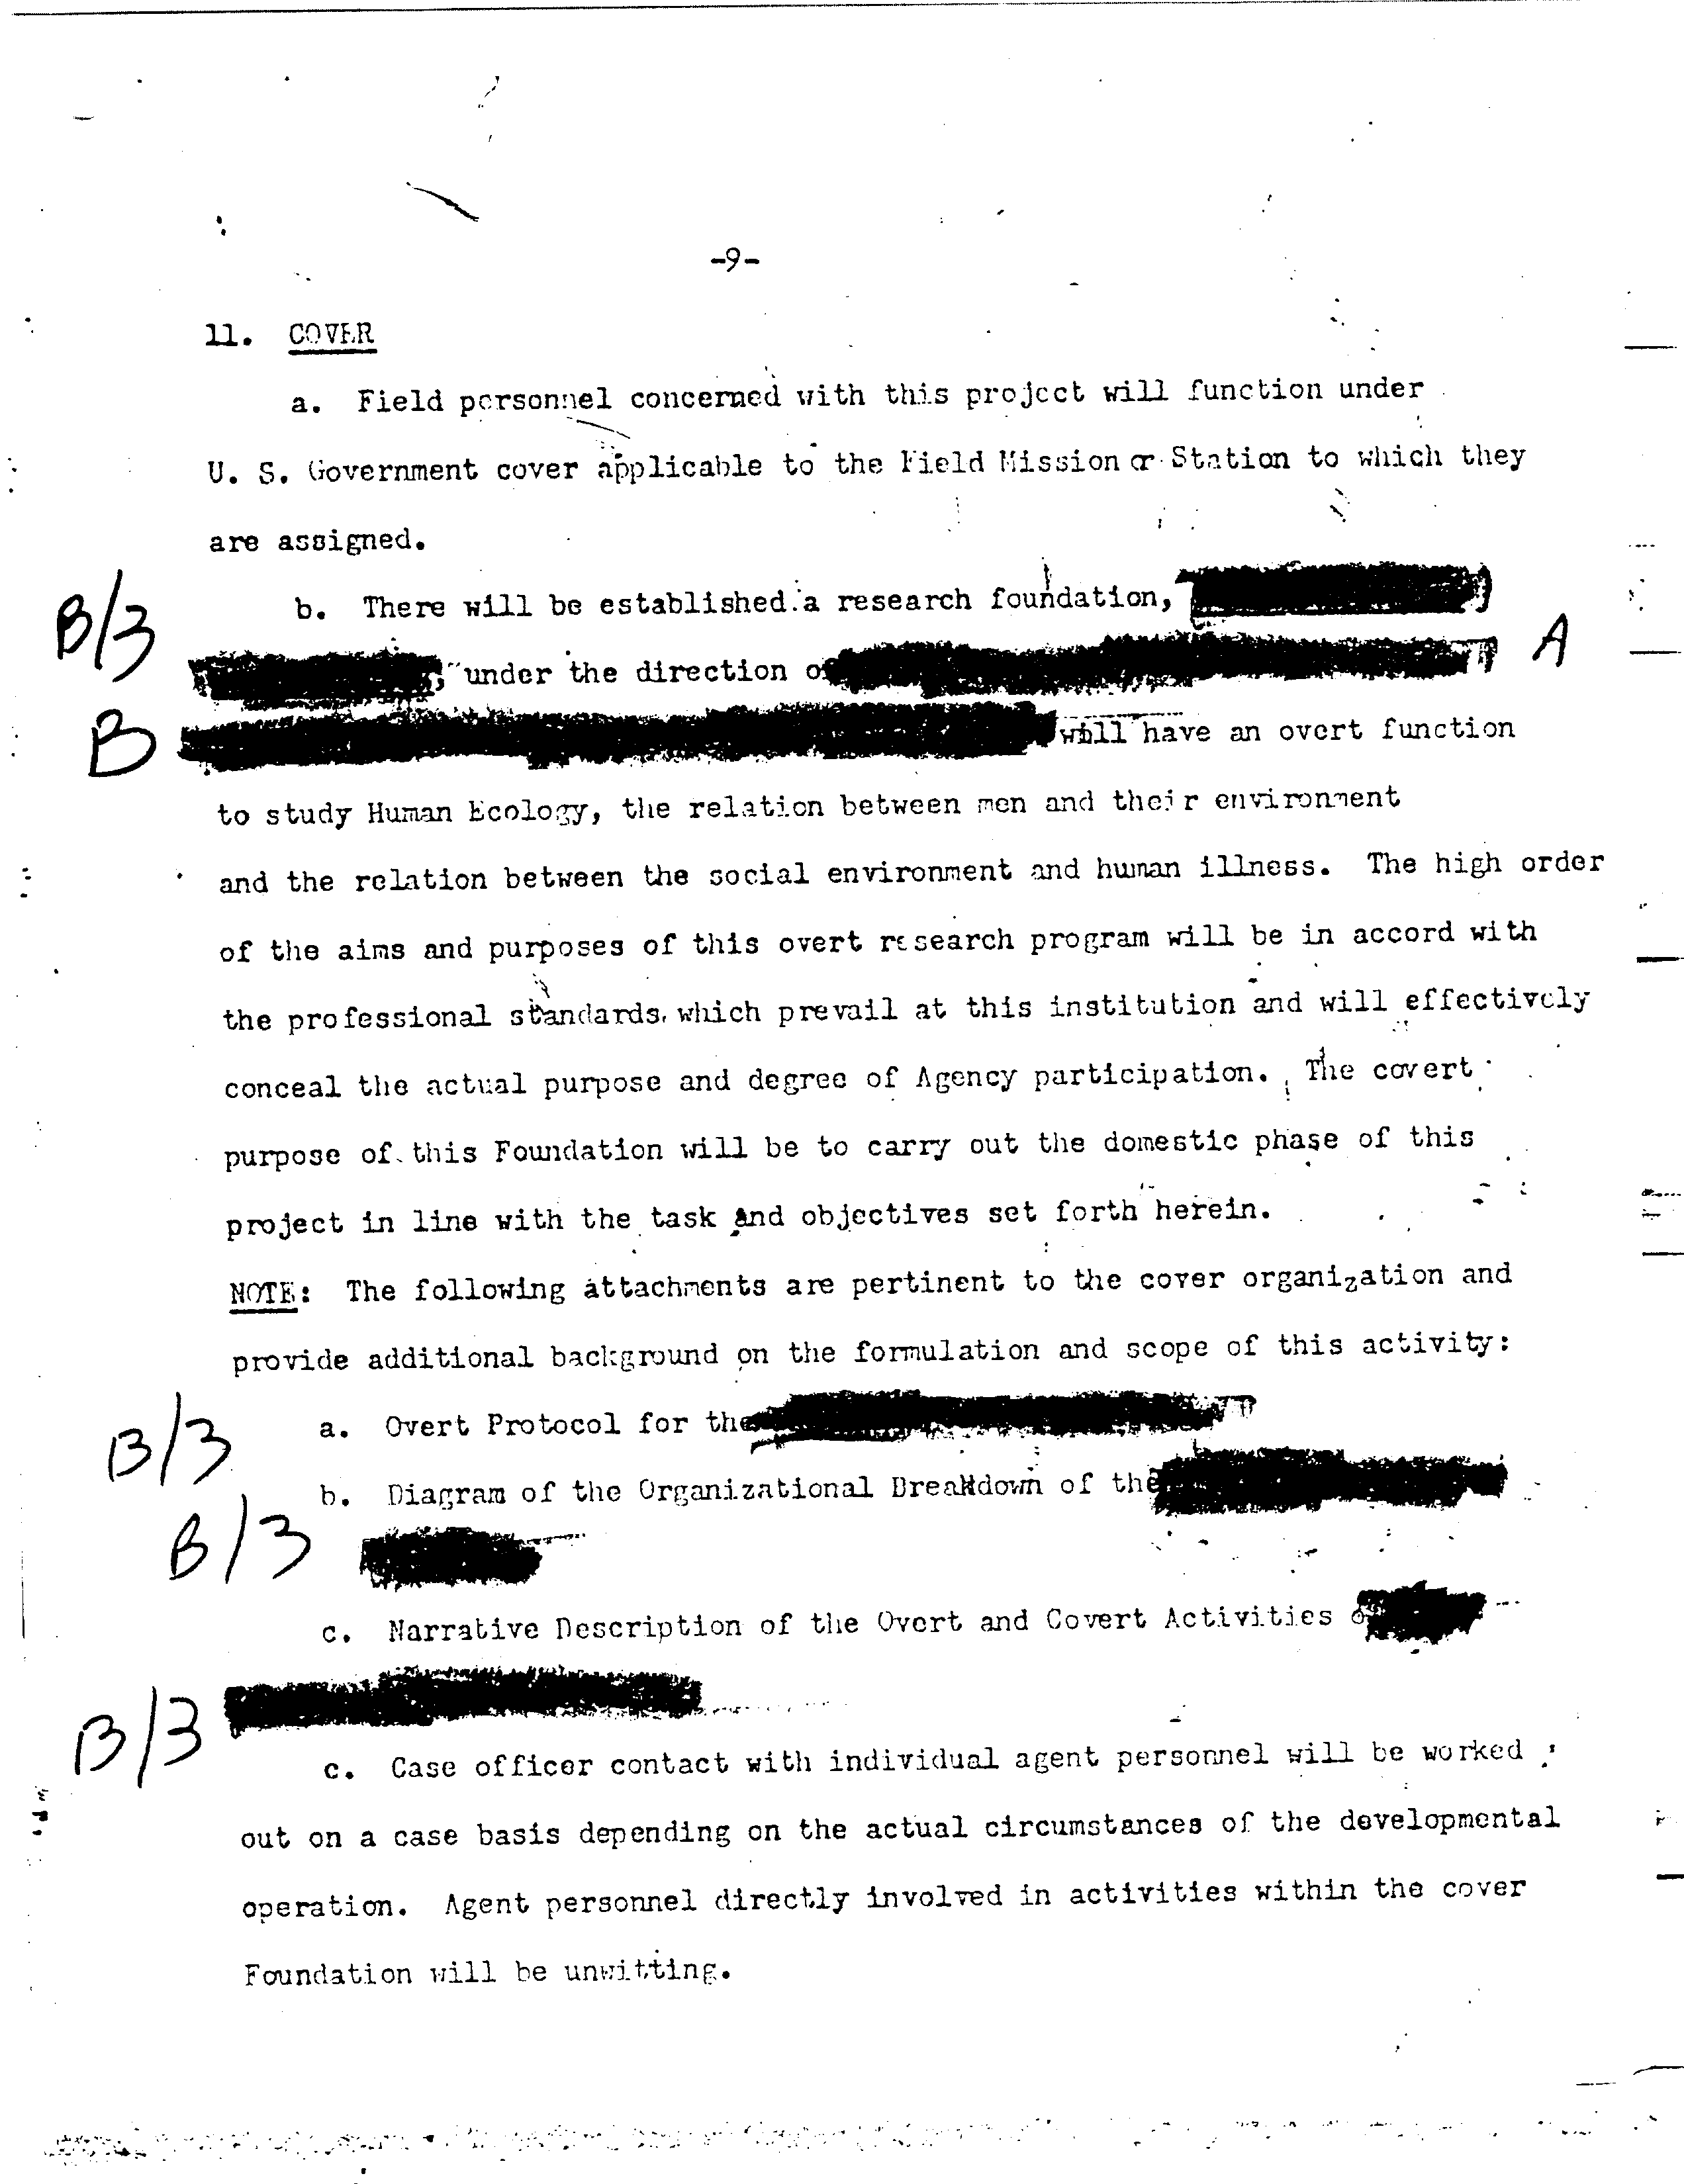 -9-
11. COVER
a. Field personnel concerned with this project will function under
U. S. Government cover applicable to the Field Mission or Station to which they
are assigned.
B/3 b. There will be established a research foundation,
, under the direction of A
B will have an overt function
to study Human Ecology, the relation between men and their environment
and the relation between the social environment and human illness. The high order
of the aims and purposes of this overt research program will be in accord with
the professional standards which prevail at this institution and will effectively
conceal the actual purpose and degree of Agency participation. The covert
purpose of this Foundation will be to carry out the domestic phase of this
project in line with the task and objectives set forth herein.
NOTE: The following attachments are pertinent to the cover organization and
provide additional background on the formulation and scope of this activity:
B/3 a. Overt Protocol for the
b. Diagram of the Organizational Breakdown of the
B/3
c. Narrative Description of the Overt and Covert Activities
B/3
c. Case officer contact with individual agent personnel will be worked
out on a case basis depending on the actual circumstances of the developmental
operation. Agent personnel directly involved in activities within the cover
Foundation will be unwitting.